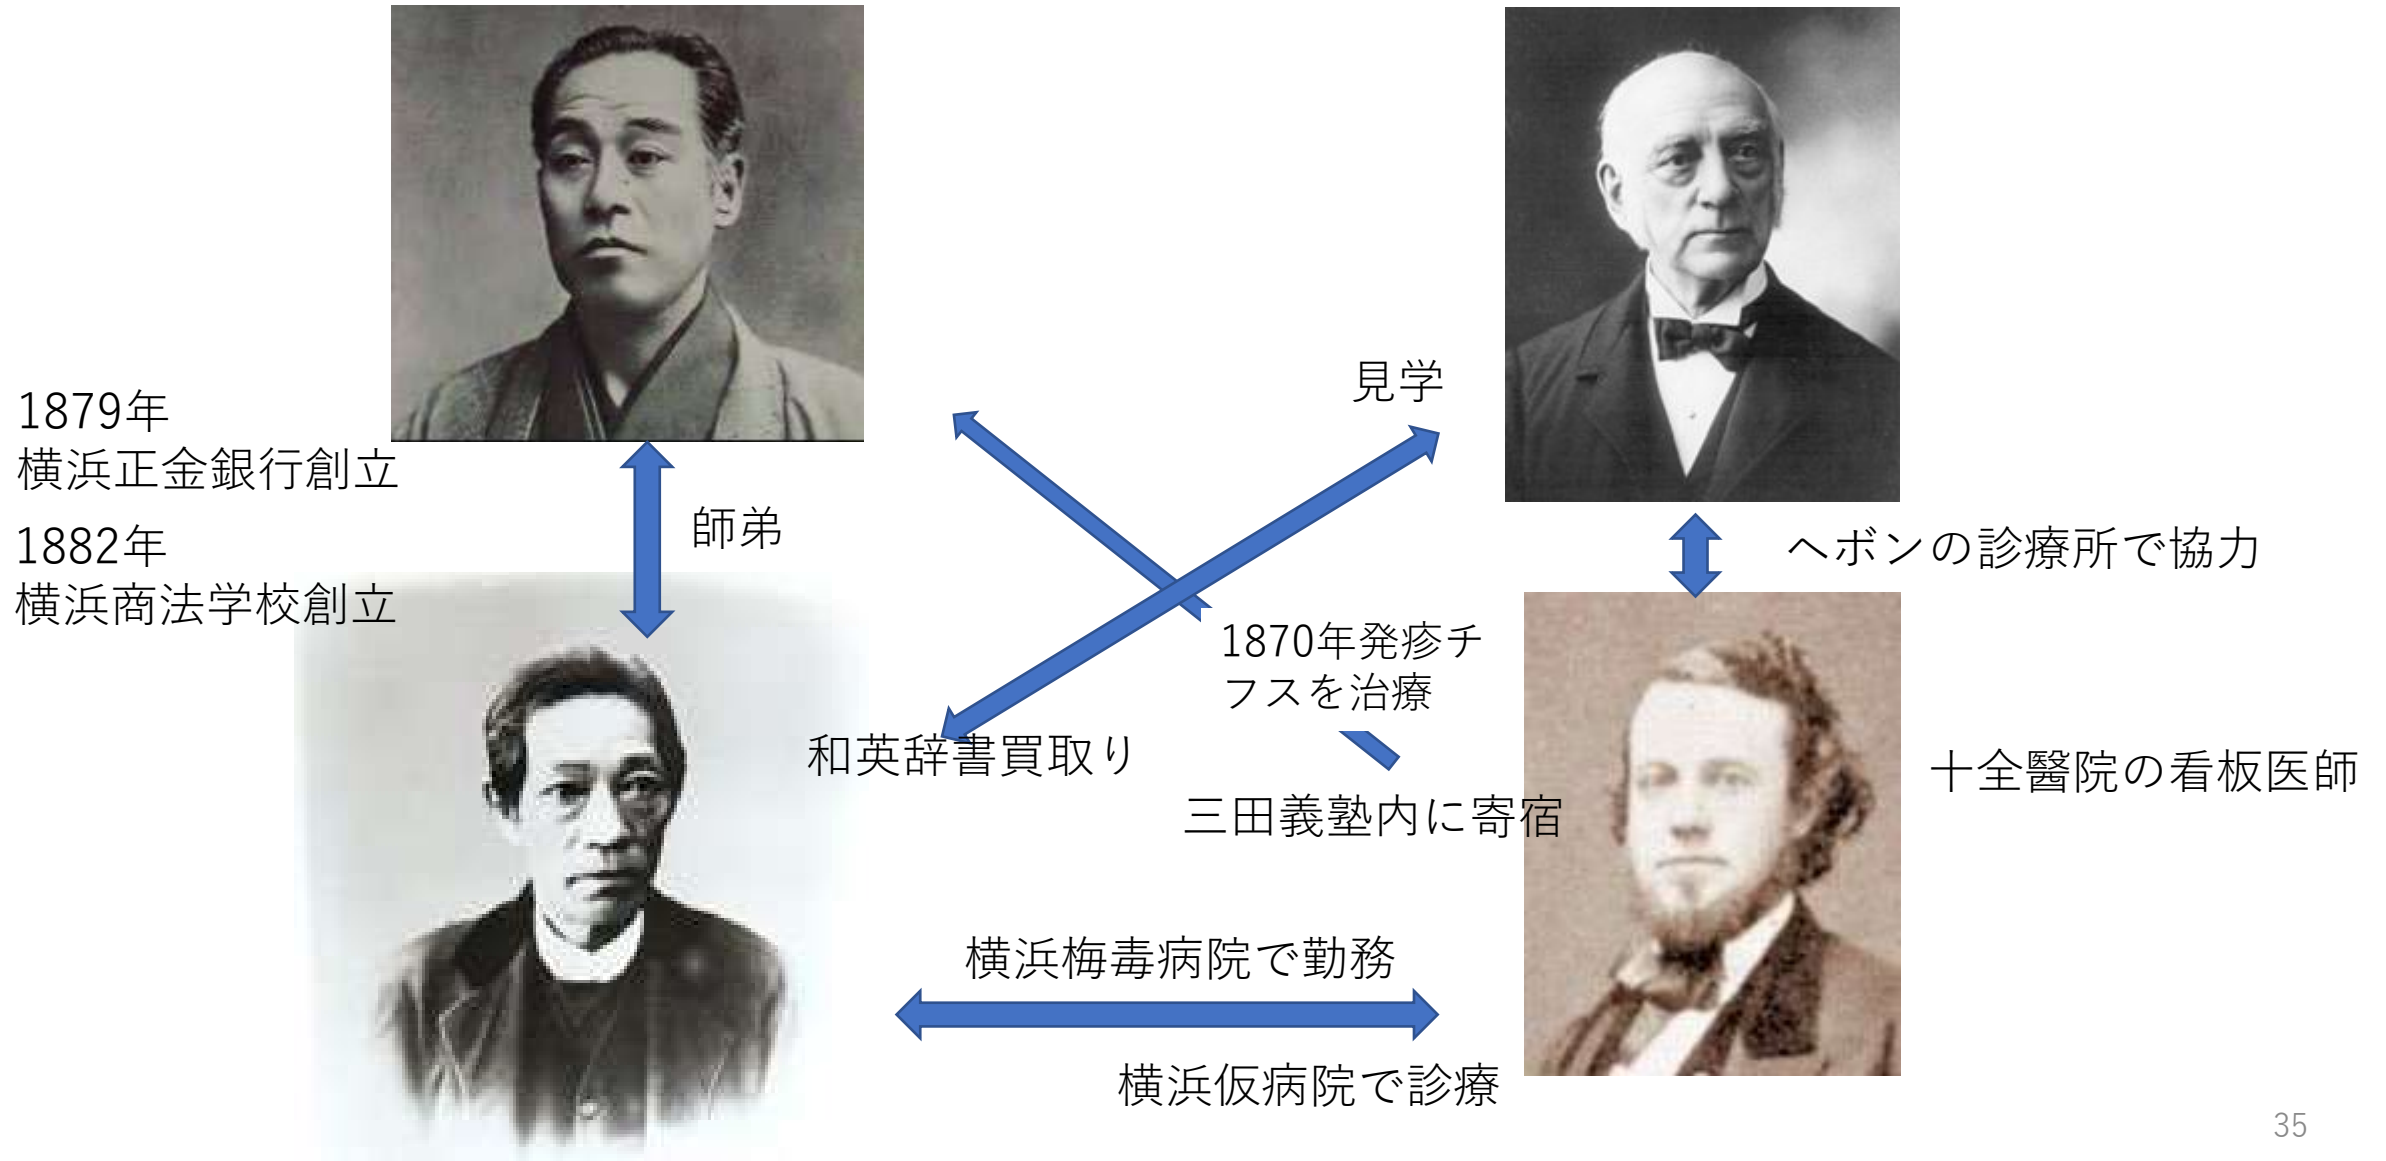 見学
1879年
横浜正金銀行創立
師弟
1882年
横浜商法学校創立
ヘボンの診療所で協力
1870年発疹チ
フスを治療
和英辞書買取り
十全醫院の看板医師
三田義塾内に寄宿
横浜梅毒病院で勤務
横浜仮病院で診療
35